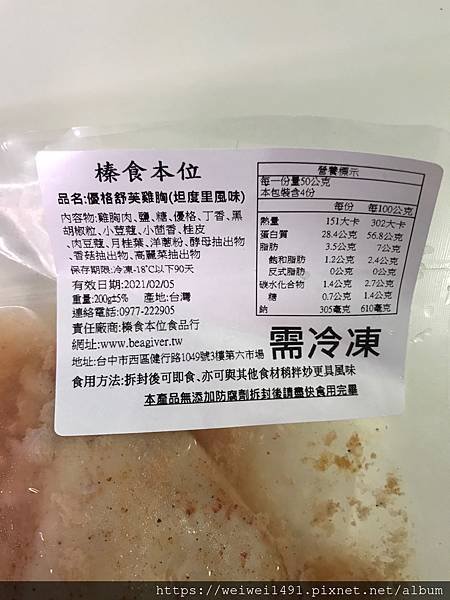 榛食本位
品名:優格舒芙雞胸(坦度里風味)
內容物:雞胸肉、鹽、糖、優格、丁香、黑
胡椒粒、小荳蔻、小茴香、桂皮
、肉豆蔻、月桂葉、洋蔥粉、酵母抽出物
、香菇抽出物、高麗菜抽出物
保存期限:冷凍-18℃以下90天
有效日期:2021/02/05
重量:200g±5% 產地:台灣
連絡電話:0977-222905
責任廠商:榛食本位食品行
網址:www.beagiver.tw
地址:台中市西區健行路1049號3樓第六市場
食用方法:拆封後可即食、亦可與其他食材稍拌炒更具風味
本產品無添加防腐劑拆封後請盡快食用完畢
營養標示
每一份量50公克
本包裝含4份
每份 每100公克
熱量 151大卡 302大卡
蛋白質 28.4公克 56.8公克
脂肪 3.5公克 7公克
飽和脂肪 1.2公克 2.4公克
反式脂肪 0公克 0公克
碳水化合物 1.4公克 2.7公克
糖 0.7公克 1.4公克
鈉 305毫克 610毫克
需冷凍
https://weiwei1491.pixnet.net/album